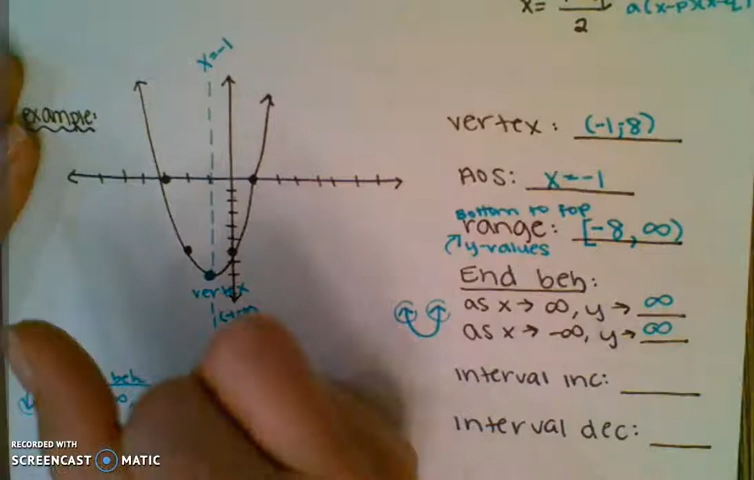 x=
2
a(x-p)(x-q)
x=-1
example:
vertex: (-1,-8)
AOS: x=-1
Bottom to top
range: [-8, ∞)
y-values
vertex
End beh:
as x → ∞, y → ∞
as x → -∞, y → ∞
beh
Interval inc:
Interval dec:
RECORDED WITH
SCREENCAST MATIC